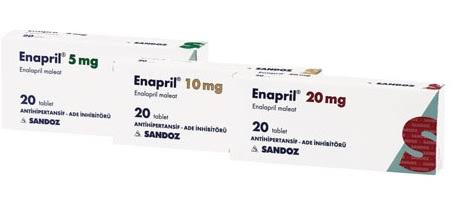 Enapril® 5 mg
Enalapril maleat
20 tablet
ANTİHİPERTANSİF - ADE İNHİBİTÖRÜ
SANDOZ
Enapril® 10 mg
Enalapril maleat
20 tablet
ANTİHİPERTANSİF - ADE İNHİBİTÖRÜ
SANDOZ
Enapril® 20 mg
Enalapril maleat
20 tablet
ANTİHİPERTANSİF - ADE İNHİBİTÖRÜ
SANDOZ